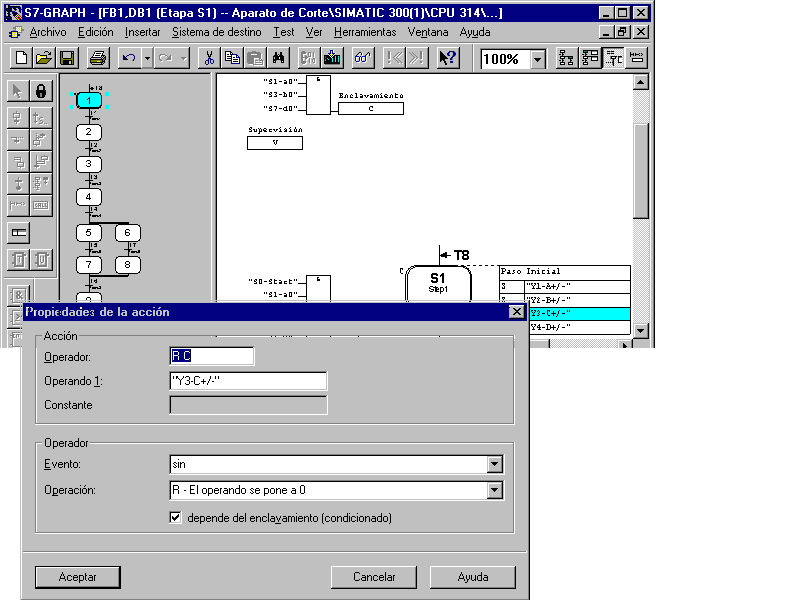 S7-GRAPH - [FB1,DB1 (Etapa S1) -- Aparato de Corte\SIMATIC 300(1)\CPU 314\...]
Archivo Edición Insertar Sistema de destino Test Ver Herramientas Ventana Ayuda
100%
"S1-a0"
&
"S3-b0"
"S7-d0"
Enclavamiento
C
Supervisión
V
1
2
3
4
5 6
7 8
T8
C
S1
Step1
Paso Inicial
S "Y1-A+/-"
"Y2-B+/-"
"Y3-C+/-"
"Y4-D+/-"
"S0-Start"
&
"S1-a0"
Propiedades de la acción
Acción
Operador: R C
Operando 1: "Y3-C+/-"
Constante
Operador
Evento: sin
Operación: R - El operando se pone a 0
depende del enclavamiento (condicionado)
Aceptar Cancelar Ayuda